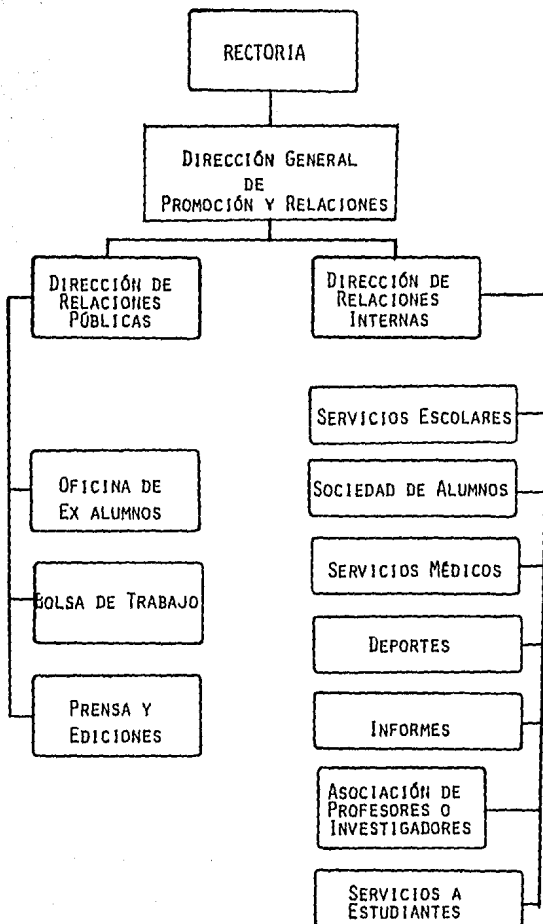 RECTORIA
DIRECCIÓN GENERAL
DE
PROMOCIÓN Y RELACIONES
DIRECCIÓN DE
RELACIONES
PÚBLICAS
OFICINA DE
EX ALUMNOS
BOLSA DE TRABAJO
PRENSA Y
EDICIONES
DIRECCIÓN DE
RELACIONES
INTERNAS
SERVICIOS ESCOLARES
SOCIEDAD DE ALUMNOS
SERVICIOS MÉDICOS
DEPORTES
INFORMES
ASOCIACIÓN DE
PROFESORES O
INVESTIGADORES
SERVICIOS A
ESTUDIANTES